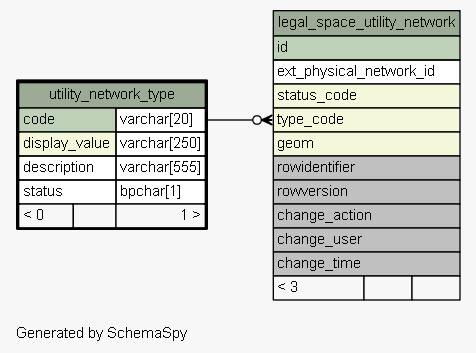 legal_space_utility_network
id
ext_physical_network_id
status_code
type_code
geom
rowidentifier
rowversion
change_action
change_user
change_time
< 3
utility_network_type
code varchar[20]
display_value varchar[250]
description varchar[555]
status bpchar[1]
< 0 1 >
Generated by SchemaSpy